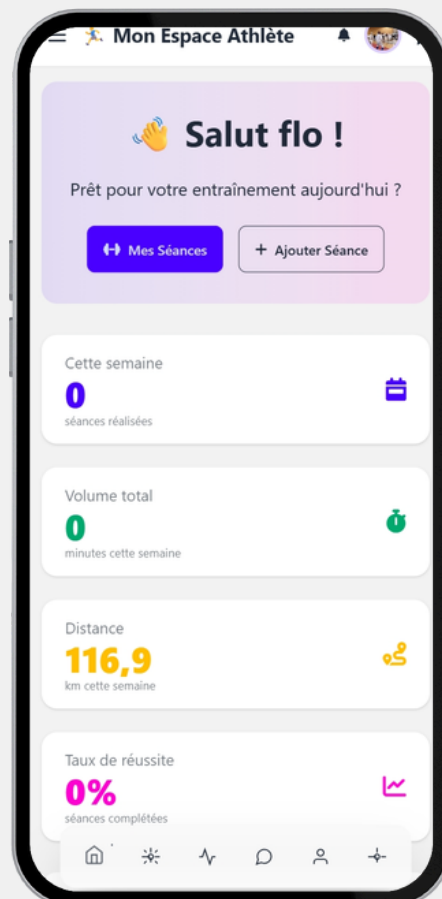 Mon Espace Athlète
Salut flo !
Prêt pour votre entraînement aujourd'hui ?
Mes Séances
+ Ajouter Séance
Cette semaine
0
séances réalisées
Volume total
0
minutes cette semaine
Distance
116,9
km cette semaine
Taux de réussite
0%
séances complétées